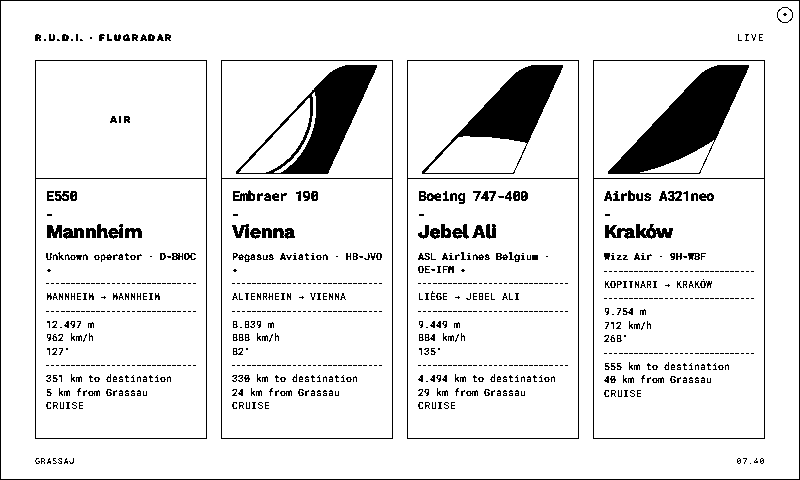 R.U.D.I. · FLUGRADAR
LIVE
AIR
E550
-
Mannheim
Unknown operator · D-BHOC
✦
MANNHEIM → MANNHEIM
12.497 m
962 km/h
127°
351 km to destination
5 km from Grassau
CRUISE
Embraer 190
-
Vienna
Pegasus Aviation · HB-JVO
✦
ALTENRHEIN → VIENNA
8.839 m
888 km/h
82°
330 km to destination
24 km from Grassau
CRUISE
Boeing 747-400
-
Jebel Ali
ASL Airlines Belgium ·
OE-IFM ✦
LIÈGE → JEBEL ALI
9.449 m
884 km/h
135°
4.494 km to destination
29 km from Grassau
CRUISE
Airbus A321neo
-
Kraków
Wizz Air · 9H-WBF
KOPITNARI → KRAKÓW
9.754 m
712 km/h
268°
555 km to destination
40 km from Grassau
CRUISE
GRASSAU
07.40